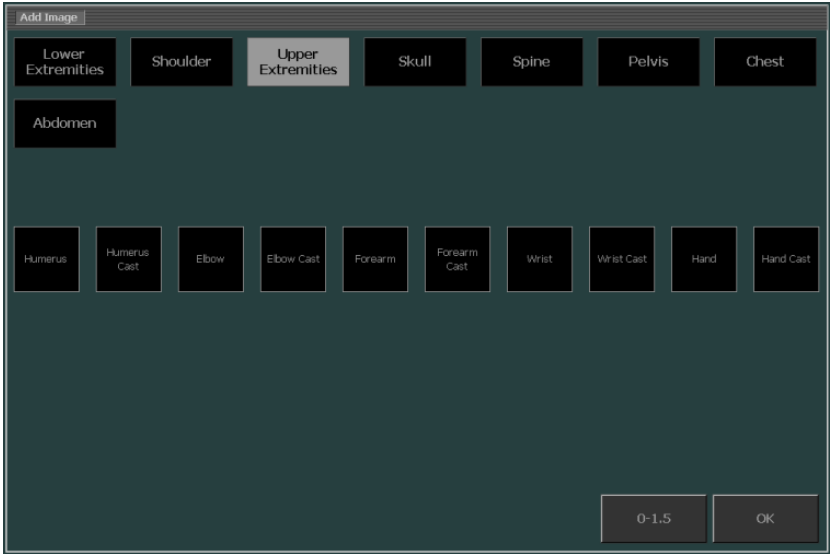 Add Image
Lower
Extremities
Shoulder
Upper
Extremities
Skull
Spine
Pelvis
Chest
Abdomen
Humerus
Humerus
Cast
Elbow
Elbow Cast
Forearm
Forearm
Cast
Wrist
Wrist Cast
Hand
Hand Cast
0-1.5
OK